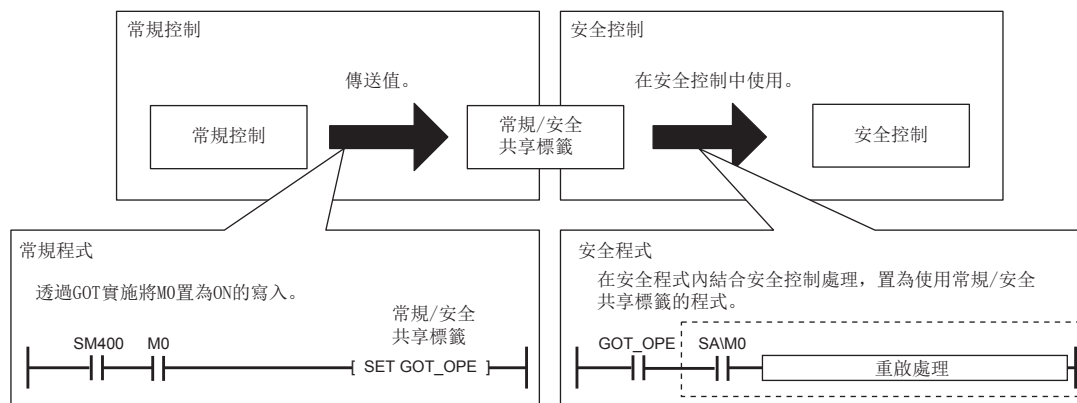 常規控制
傳送值。
常規控制
常規/安全
共享標籤
安全控制
在安全控制中使用。
安全控制
常規程式
透過GOT實施將M0置為ON的寫入。
常規/安全
共享標籤
SM400 M0
SET GOT_OPE
安全程式
在安全程式內結合安全控制處理，置為使用常規/安全
共享標籤的程式。
GOT_OPE SA\M0
重啟處理